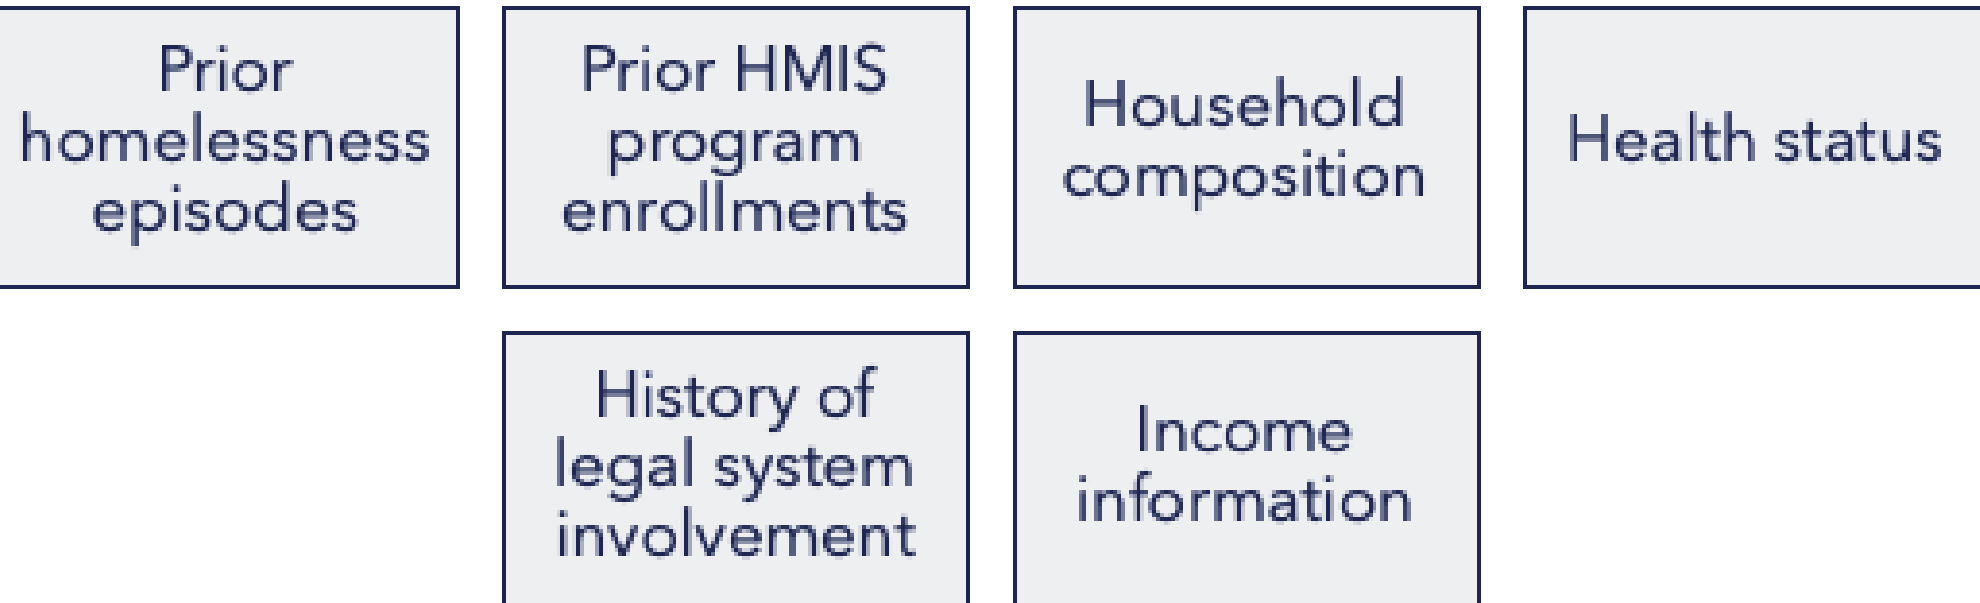 Prior
homelessness
episodes
Prior HMIS
program
enrollments
Household
composition
Health status
History of
legal system
involvement
Income
information